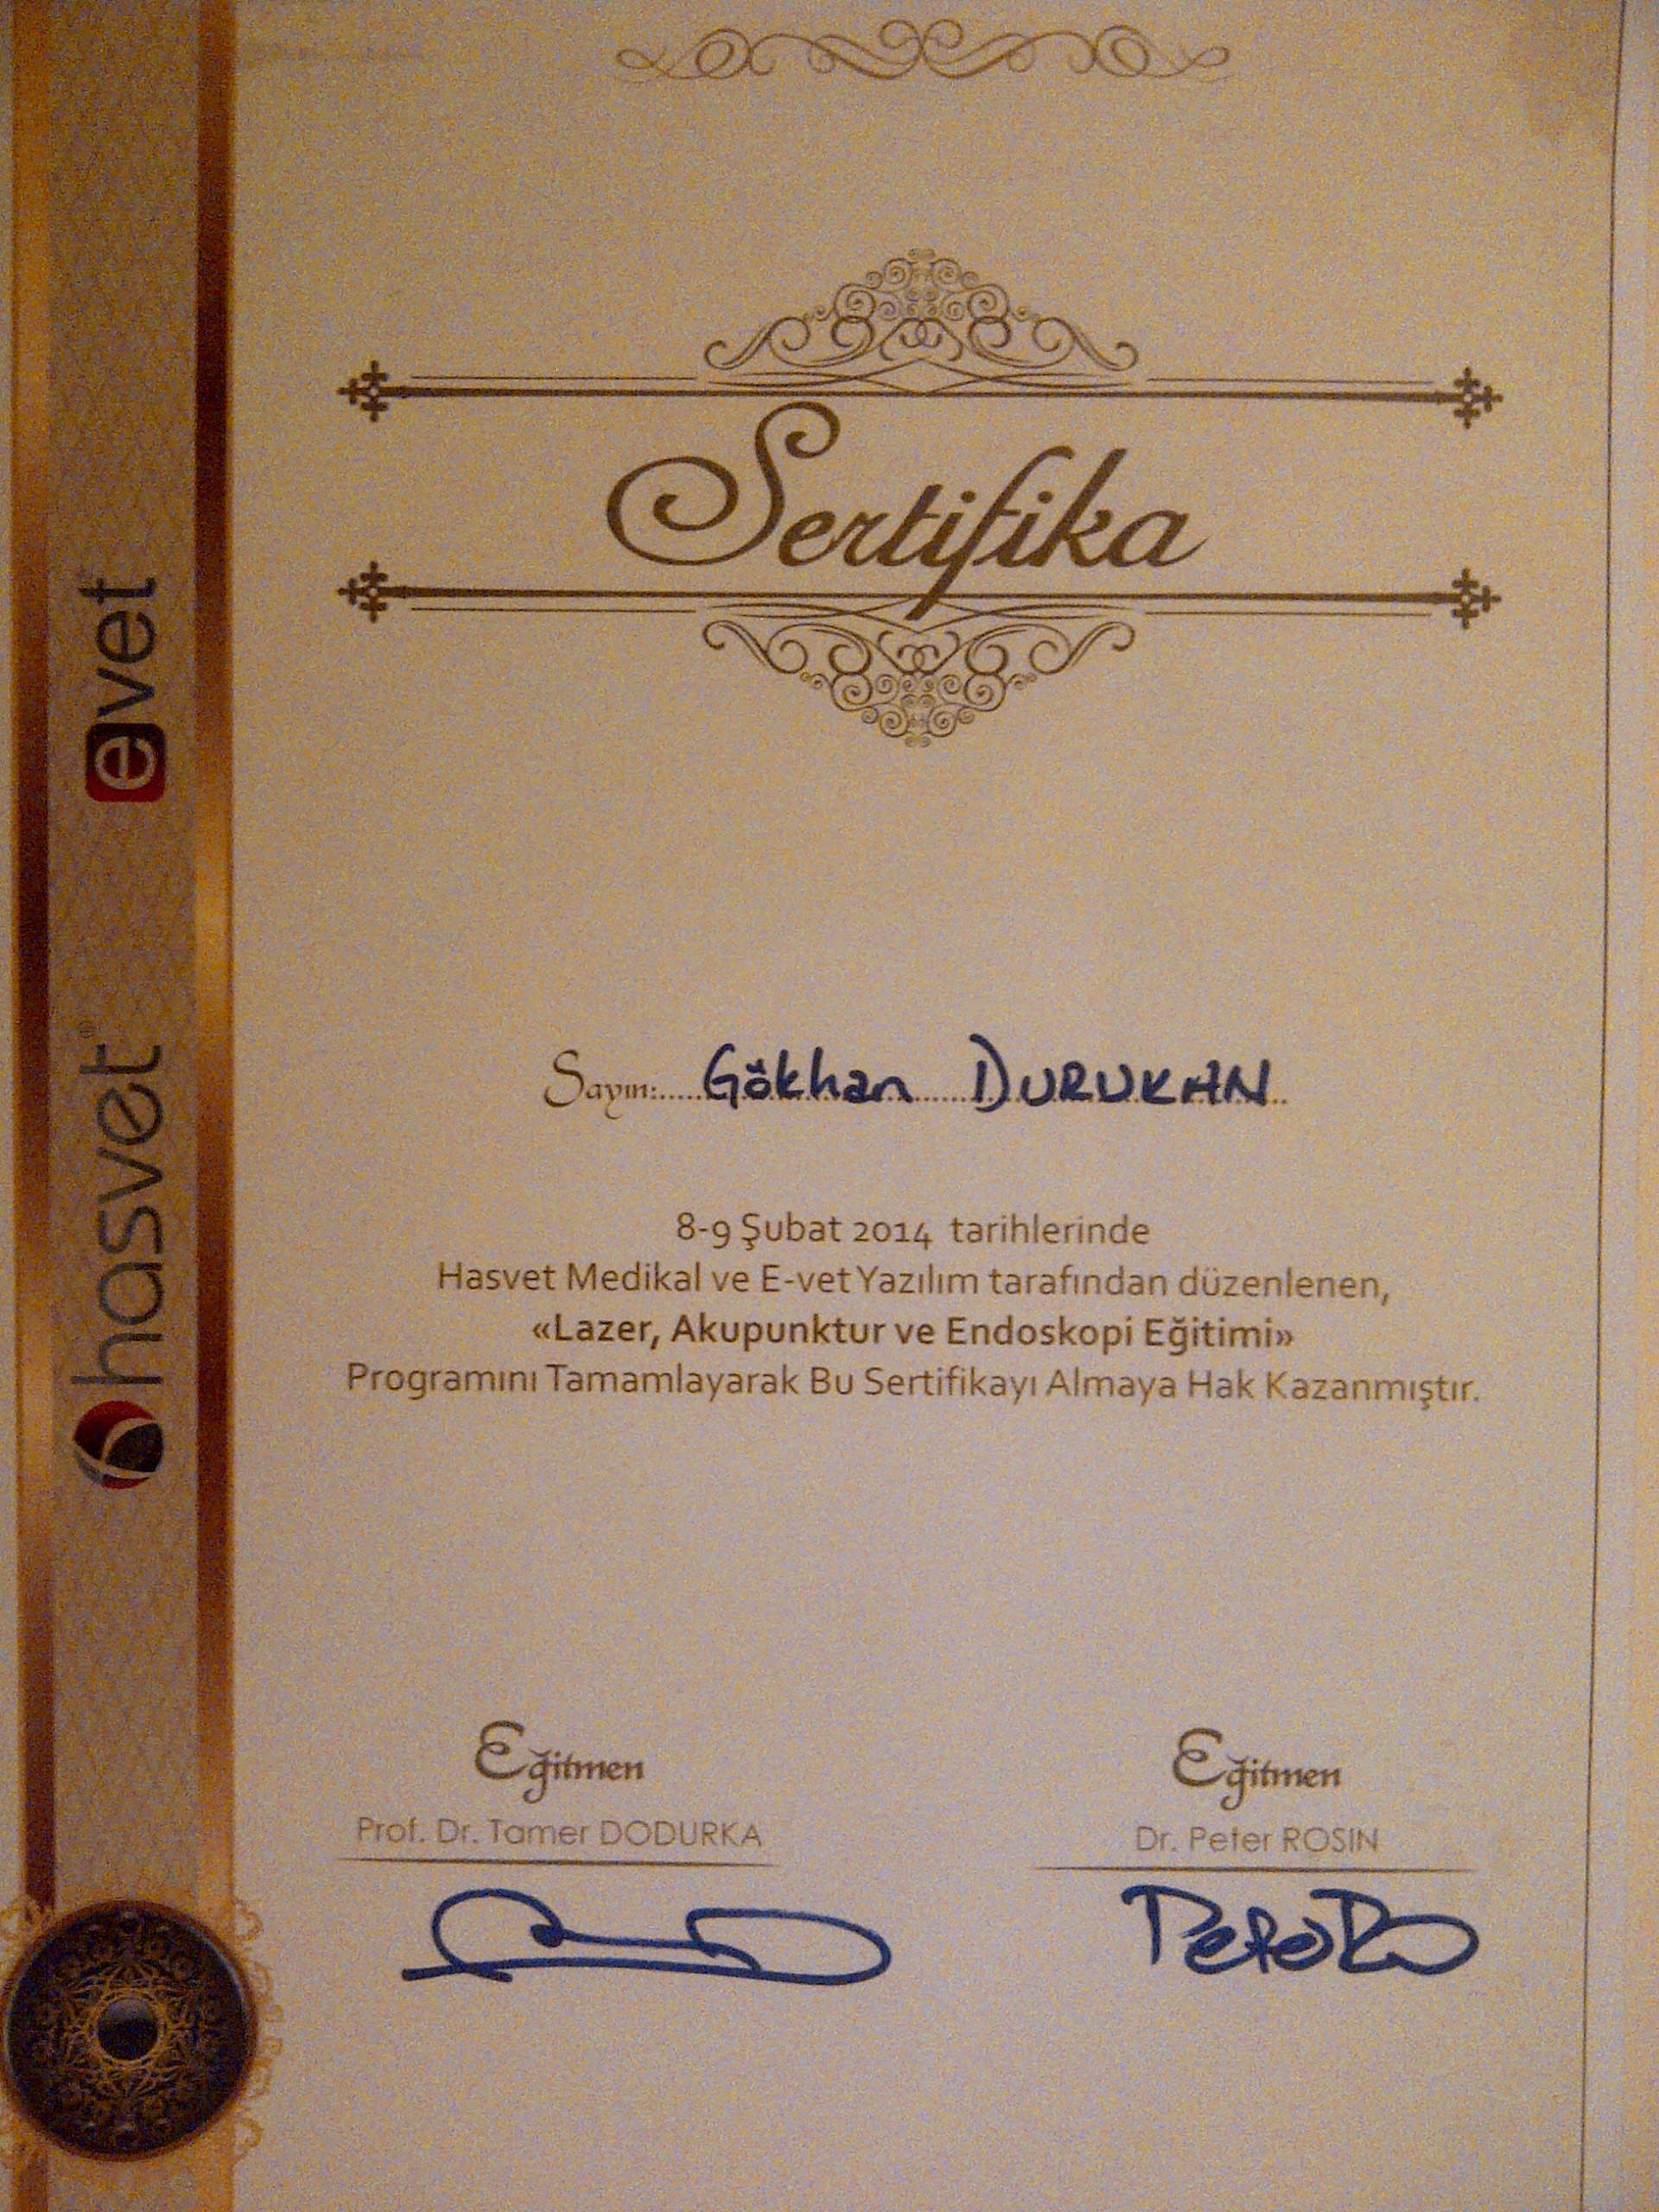 Sertifika
evet
hasvet®
Sayın:.....Gökhan DURUKAN..
8-9 Şubat 2014 tarihlerinde
Hasvet Medikal ve E-vet Yazılım tarafından düzenlenen,
«Lazer, Akupunktur ve Endoskopi Eğitimi»
Programını Tamamlayarak Bu Sertifikayı Almaya Hak Kazanmıştır.
Eğitmen
Prof. Dr. Tamer DODURKA
Eğitmen
Dr. Peter ROSIN